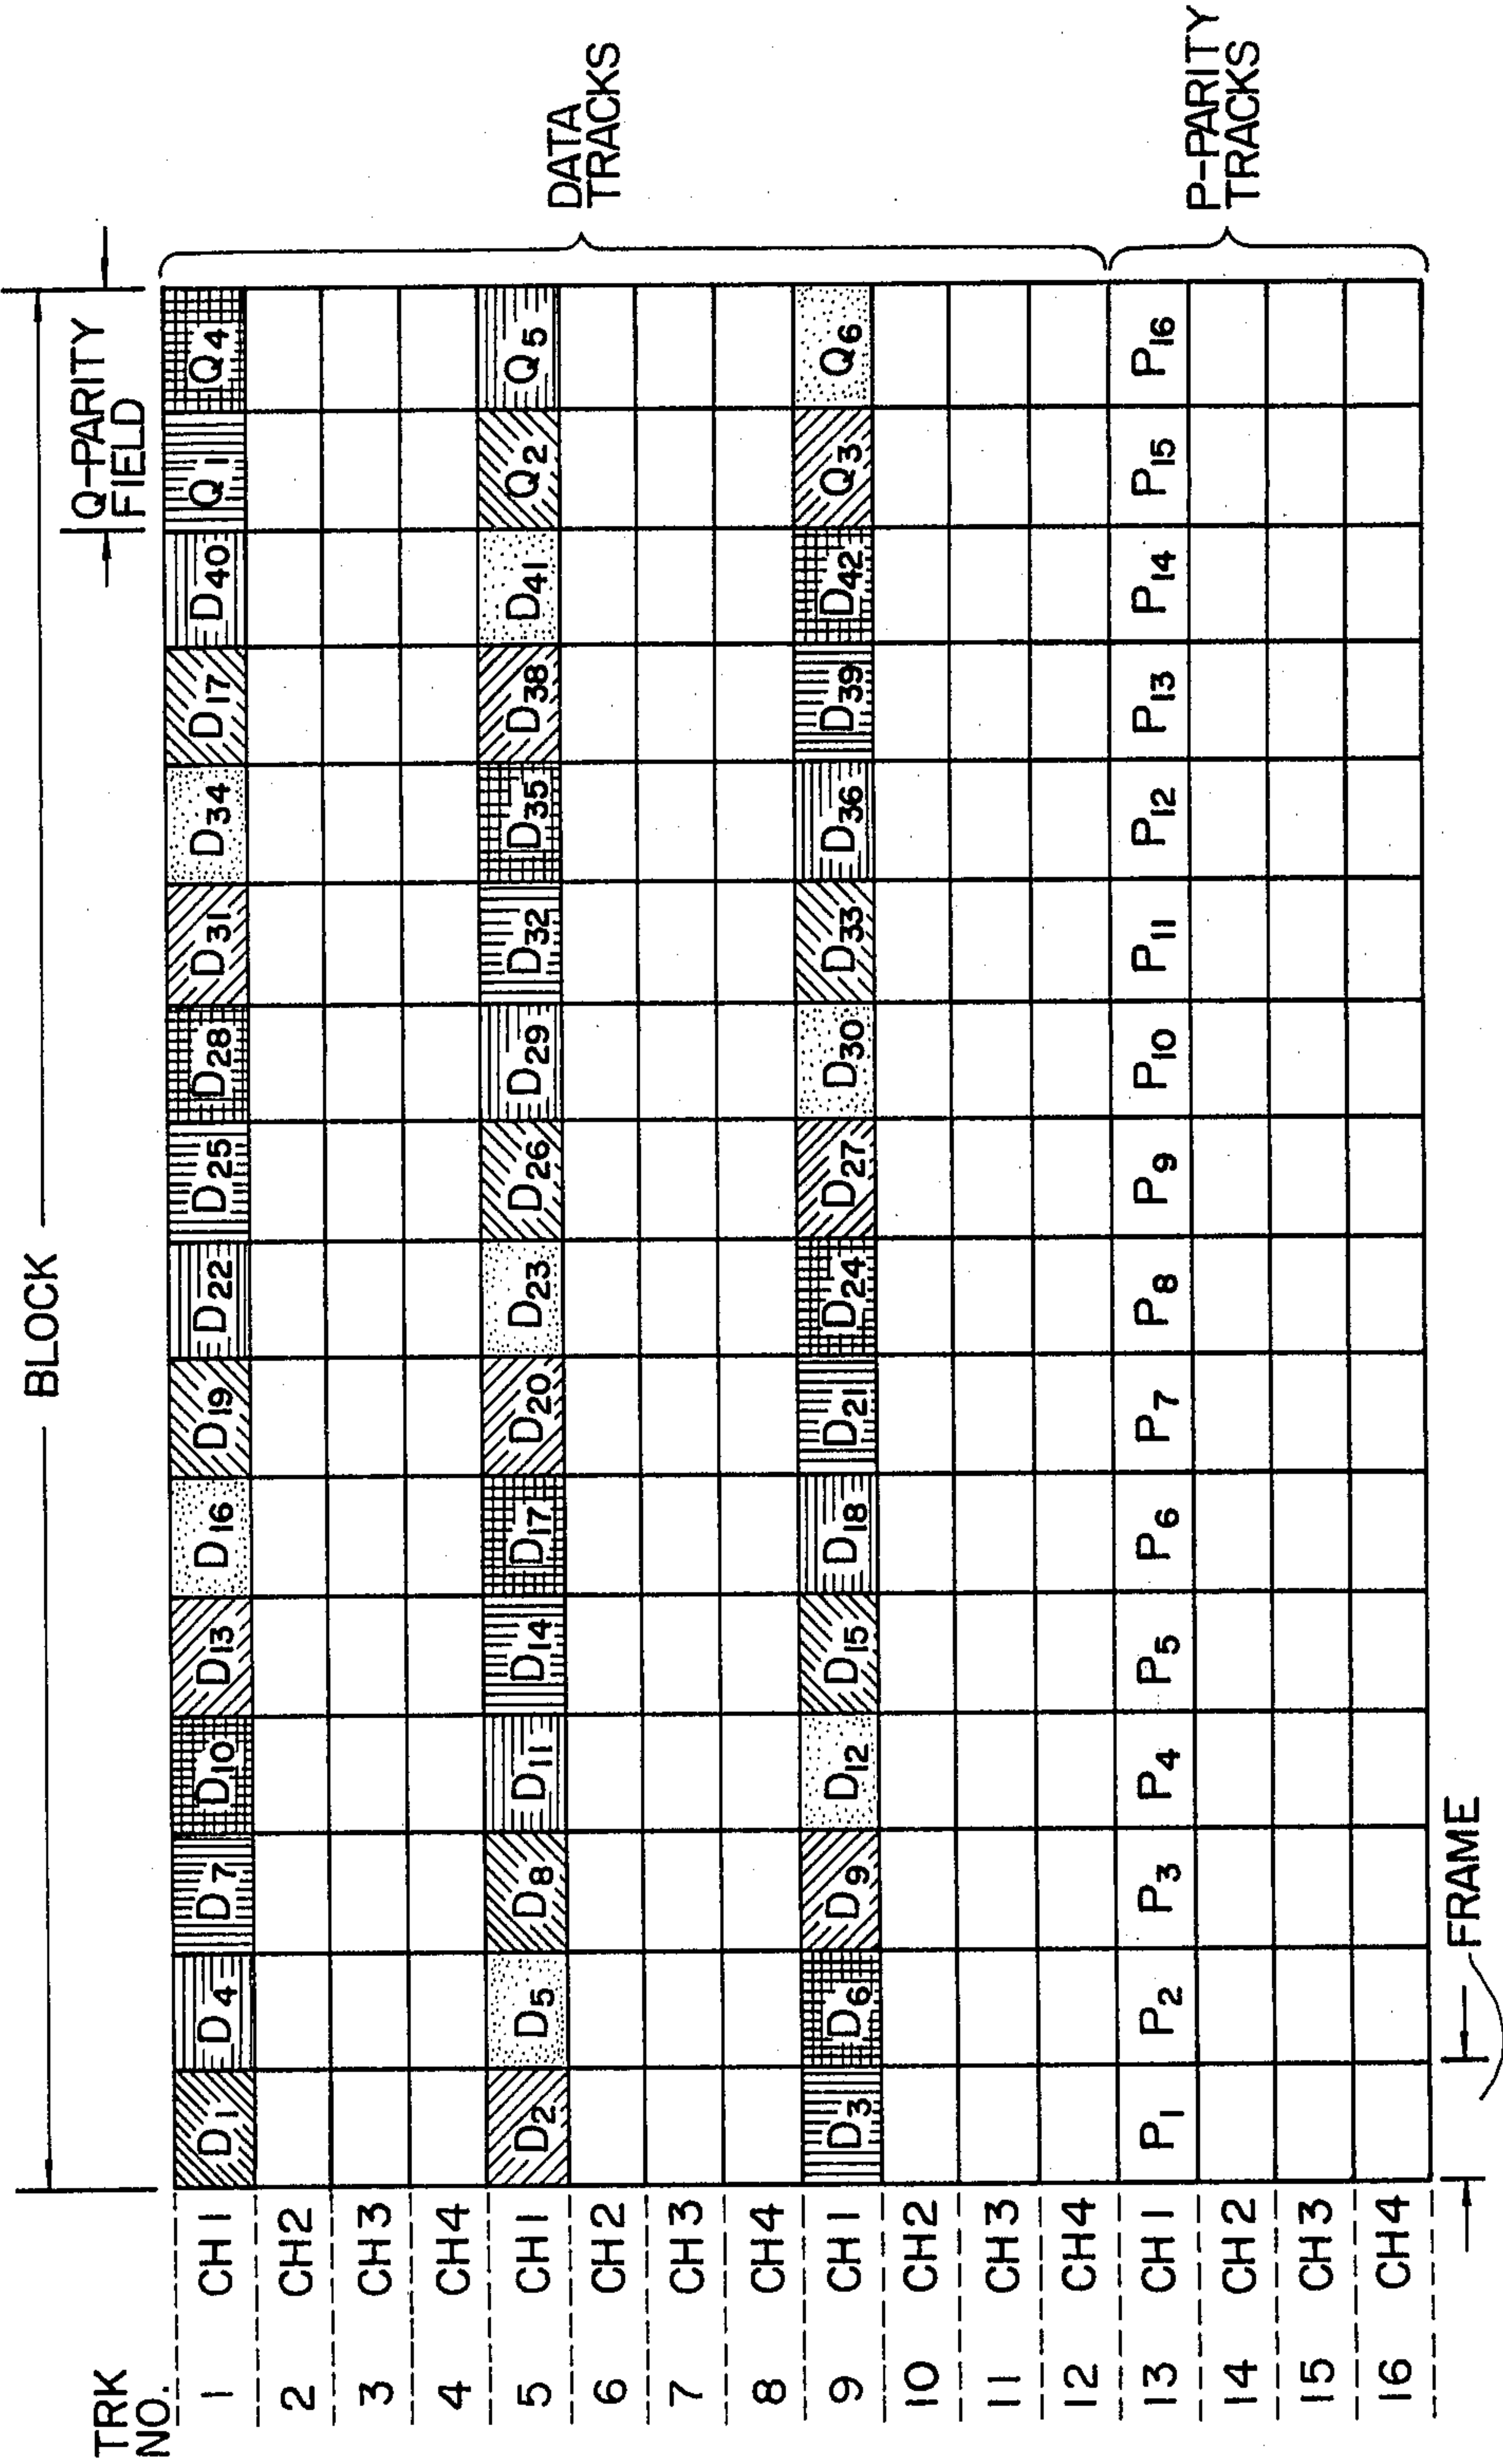 BLOCK
Q-PARITY
FIELD
TRK
NO.
1 CH1 D1 D4 D7 D10 D13 D16 D19 D22 D25 D28 D31 D34 D17 D40 Q1 Q4
2 CH2
3 CH3
4 CH4
5 CH1 D2 D5 D8 D11 D14 D17 D20 D23 D26 D29 D32 D35 D38 D41 Q2 Q5
6 CH2
7 CH3
8 CH4
9 CH1 D3 D6 D9 D12 D15 D18 D21 D24 D27 D30 D33 D36 D39 D42 Q3 Q6
10 CH2
11 CH3
12 CH4
13 CH1 P1 P2 P3 P4 P5 P6 P7 P8 P9 P10 P11 P12 P13 P14 P15 P16
14 CH2
15 CH3
16 CH4
DATA
TRACKS
P-PARITY
TRACKS
FRAME